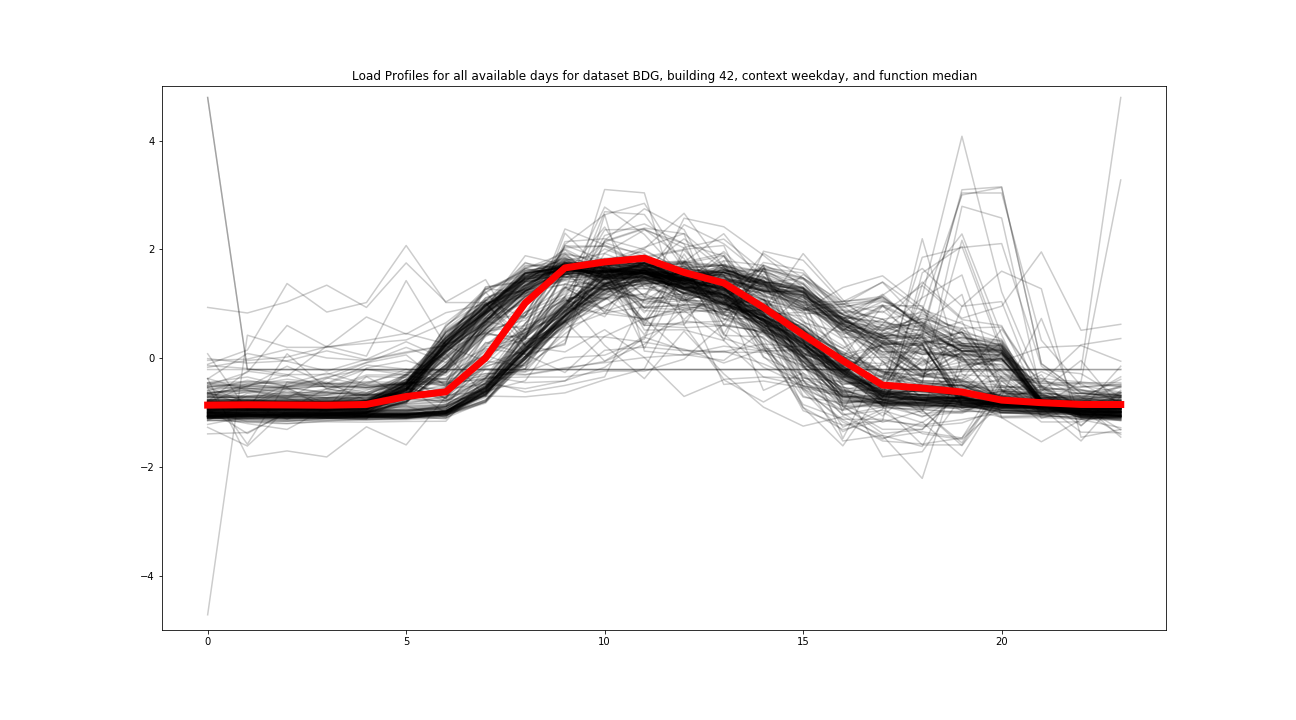 Load Profiles for all available days for dataset BDG, building 42, context weekday, and function median
4
2
0
−2
−4
0 5 10 15 20